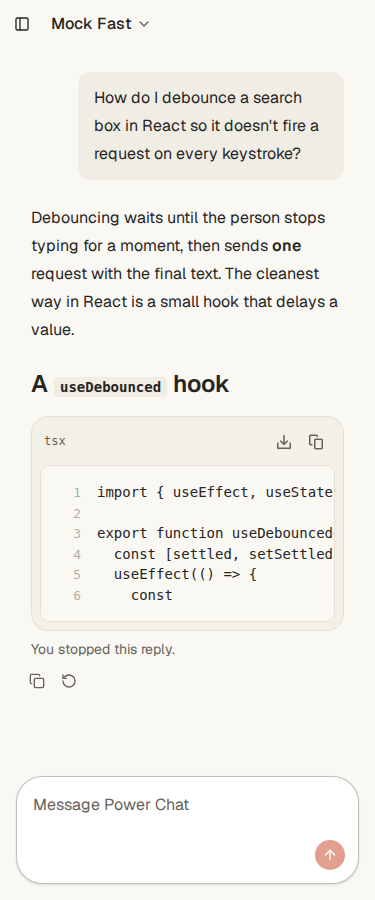 Mock Fast
How do I debounce a search
box in React so it doesn't fire a
request on every keystroke?
Debouncing waits until the person stops
typing for a moment, then sends one
request with the final text. The cleanest
way in React is a small hook that delays a
value.
A useDebounced hook
tsx
1 import { useEffect, useState
2
3 export function useDebounced
4   const [settled, setSettled
5   useEffect(() => {
6     const
You stopped this reply.
Message Power Chat